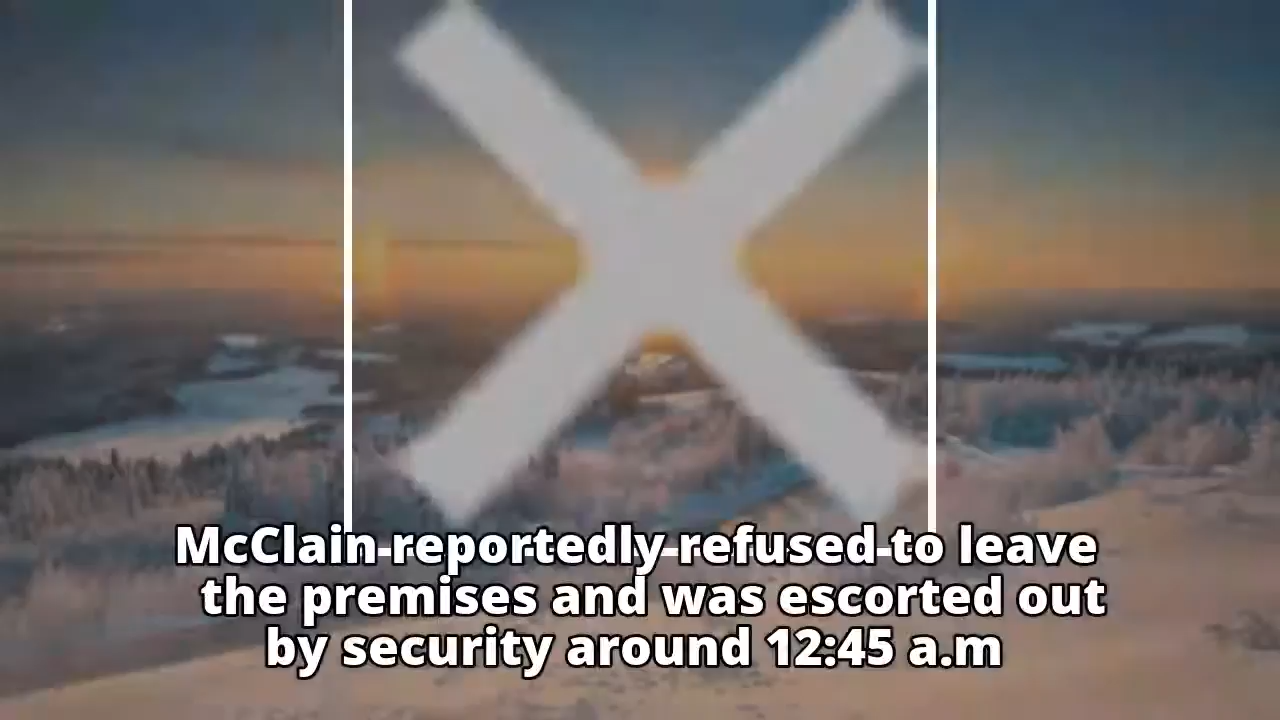 McClain reportedly refused to leave
the premises and was escorted out
by security around 12:45 a.m